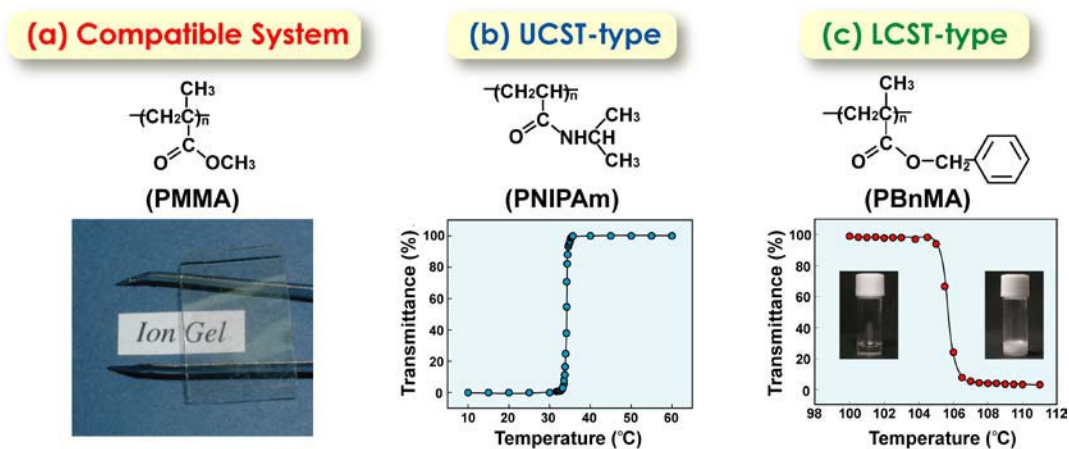 (a) Compatible System
CH3
(CH2C)n
O
OCH3
(PMMA)
Ion Gel
(b) UCST-type
(CH2CH)n
O
NHCH
CH3
CH3
(PNIPAm)
Transmittance (%)
100
80
60
40
20
0
10 20 30 40 50 60
Temperature (°C)
(c) LCST-type
CH3
(CH2C)n
O
O-CH2
(PBnMA)
Transmittance (%)
100
80
60
40
20
0
98 100 102 104 106 108 110 112
Temperature (°C)